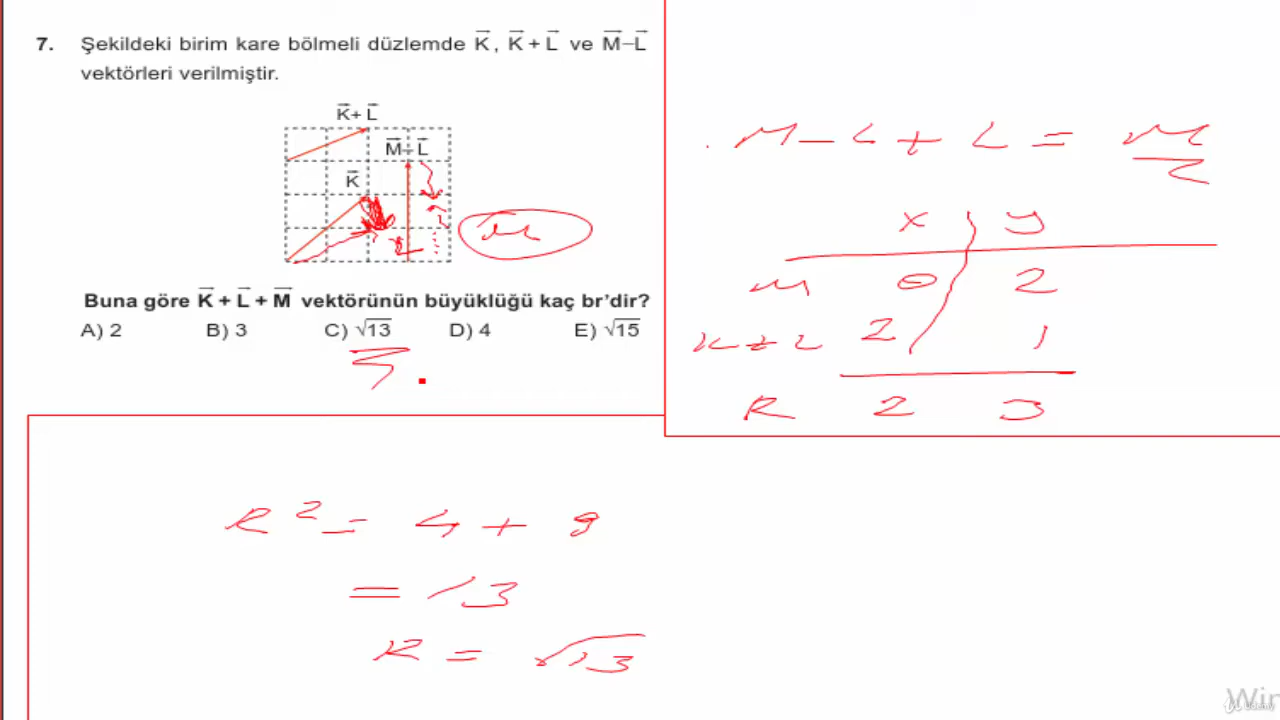 7. Şekildeki birim kare bölmeli düzlemde K, K+L ve M–L
vektörleri verilmiştir.
K+L
M–L
K
M
Buna göre K+L+M vektörünün büyüklüğü kaç br'dir?
A) 2 B) 3 C) √13 D) 4 E) √15
M – L + L = M
x y
M 0 2
K+L 2 1
R 2 3
R² = 4 + 9
= 13
R = √13